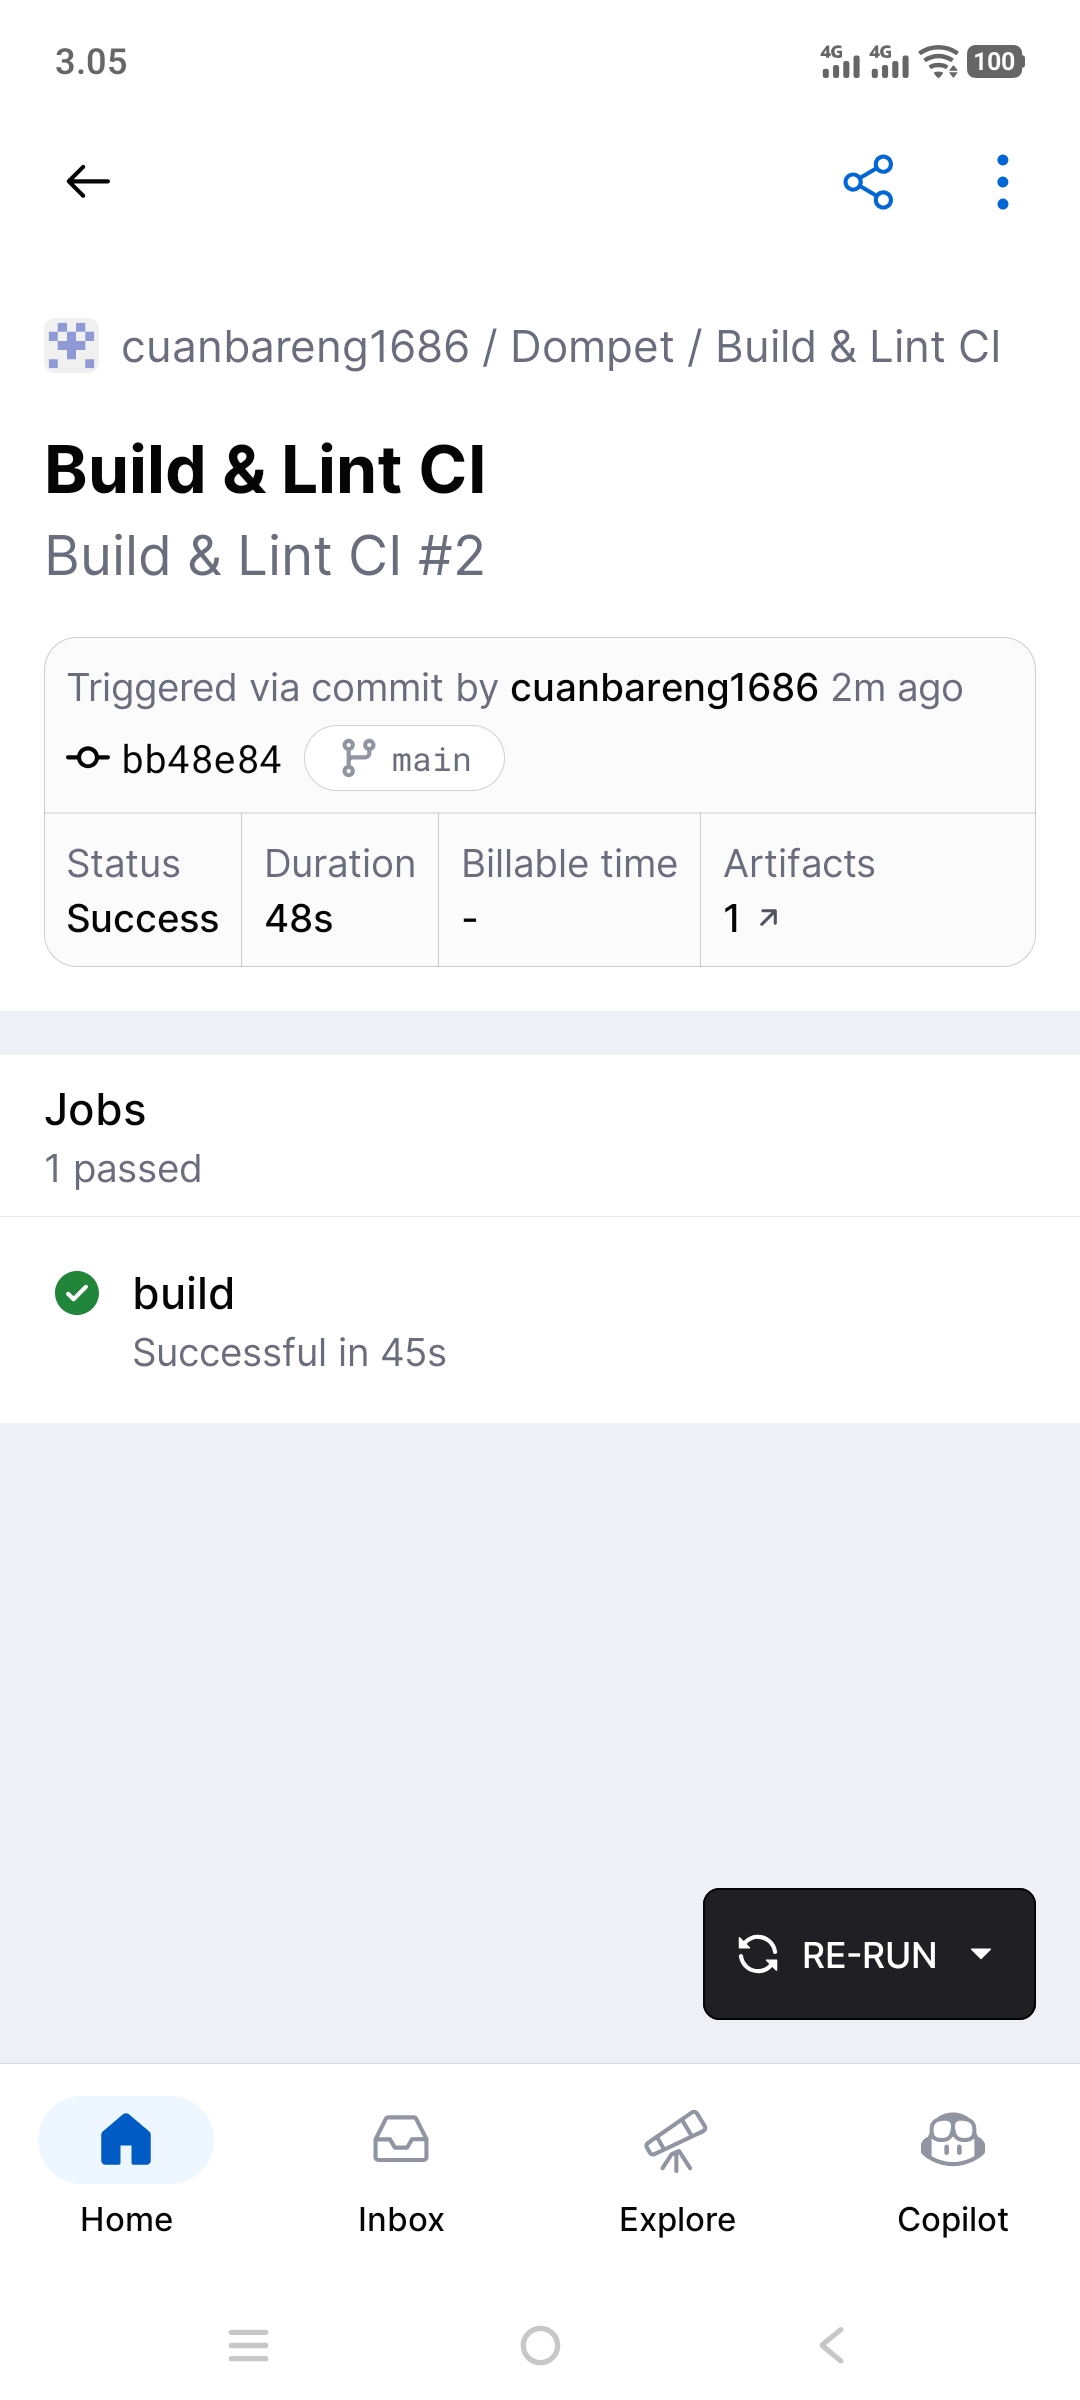 3.05
4G 4G 100
cuanbareng1686 / Dompet / Build & Lint CI
Build & Lint CI
Build & Lint CI #2
Triggered via commit by cuanbareng1686 2m ago
bb48e84 main
Status Duration Billable time Artifacts
Success 48s - 1
Jobs
1 passed
build
Successful in 45s
RE-RUN
Home Inbox Explore Copilot